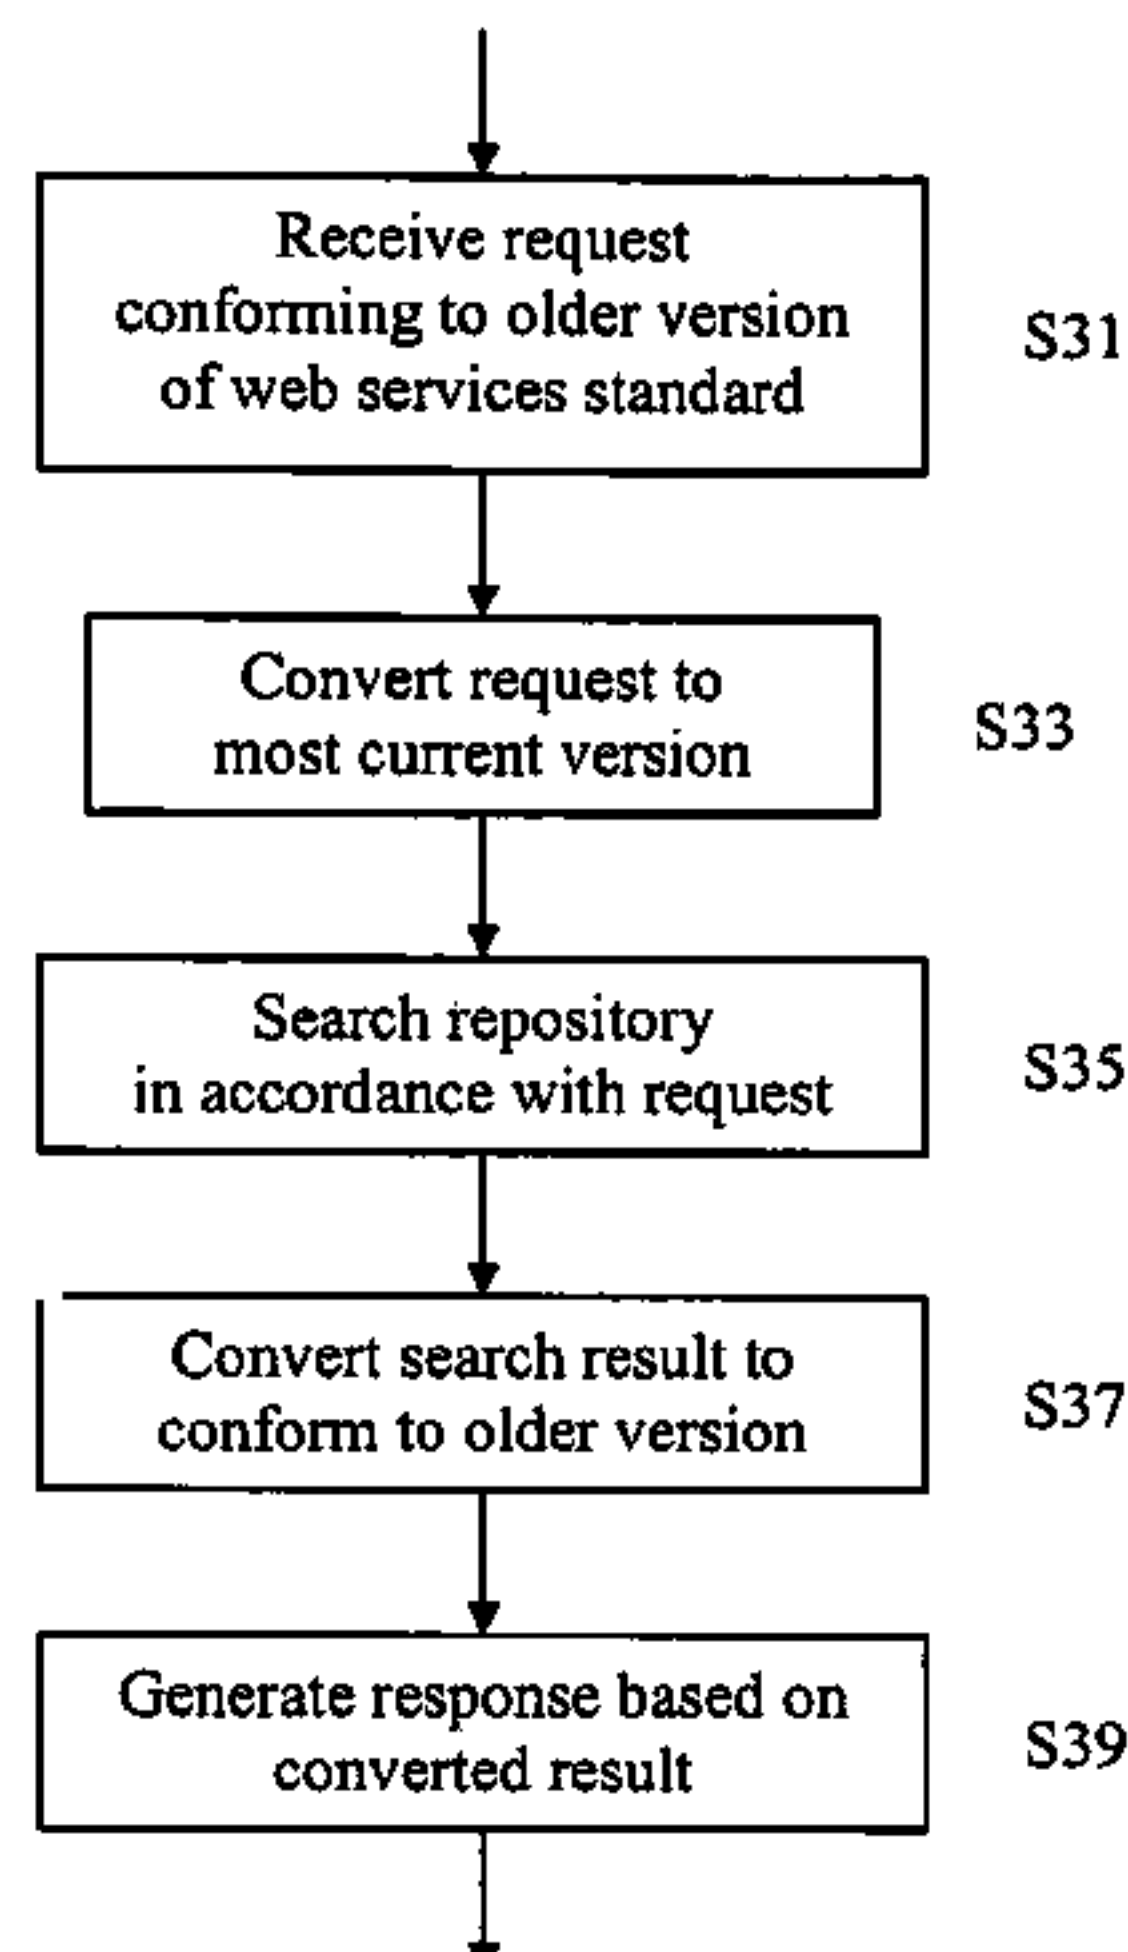 Receive request
conforming to older version
of web services standard
S31
Convert request to
most current version
S33
Search repository
in accordance with request
S35
Convert search result to
conform to older version
S37
Generate response based on
converted result
S39